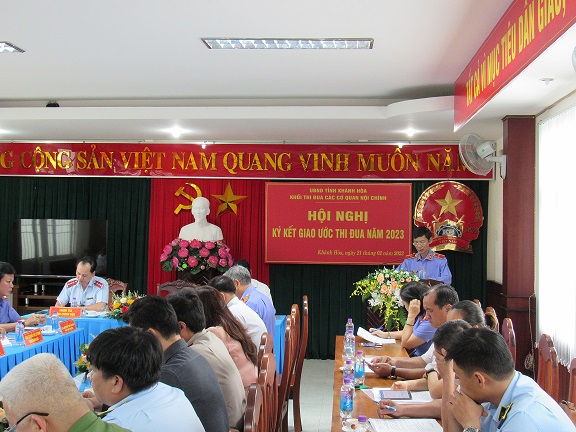 TẤT CẢ VÌ MỤC TIÊU DÂN GIÀU,
G CỘNG SẢN VIỆT NAM QUANG VINH MUÔN NĂM
UBND TỈNH KHÁNH HÒA
KHỐI THI ĐUA CÁC CƠ QUAN NỘI CHÍNH
HỘI NGHỊ
KÝ KẾT GIAO ƯỚC THI ĐUA NĂM 2023
Khánh Hòa, ngày 21 tháng 02 năm 2023